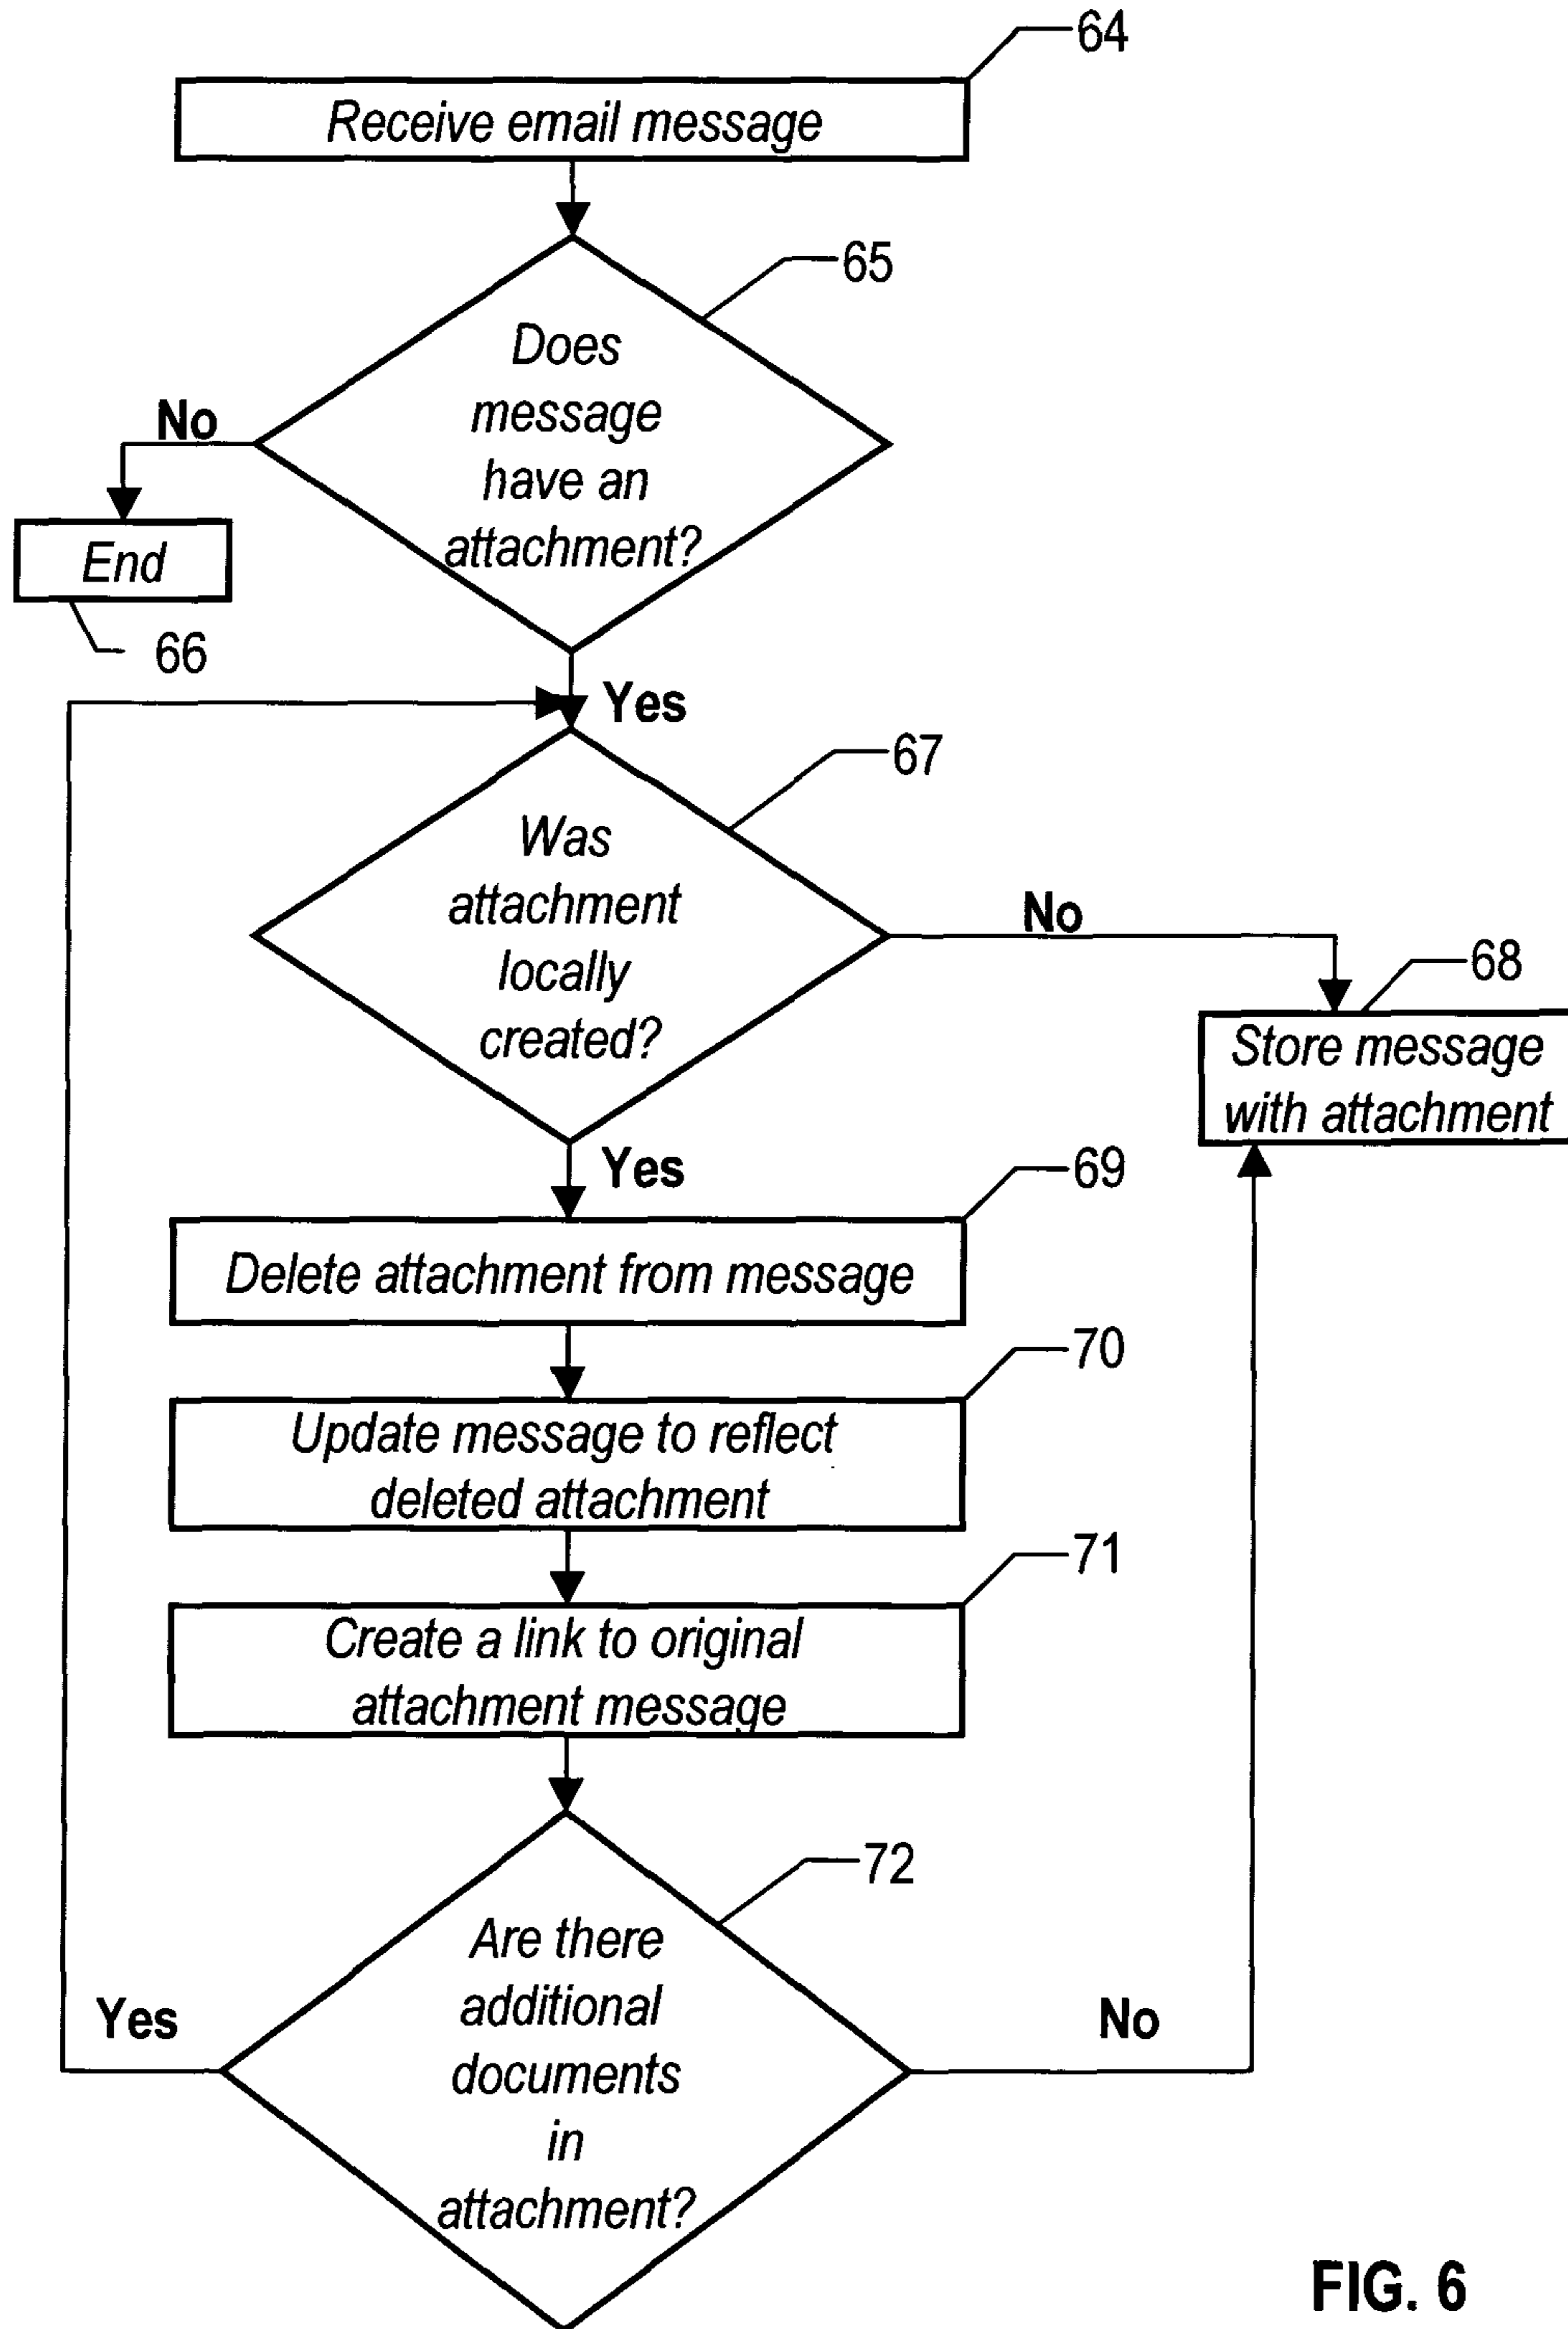 64
Receive email message
65
Does
message
have an
attachment?
No
End
66
Yes
67
Was
attachment
locally
created?
No
68
Store message
with attachment
Yes
69
Delete attachment from message
70
Update message to reflect
deleted attachment
71
Create a link to original
attachment message
72
Are there
additional
documents
in
attachment?
Yes
No
FIG. 6